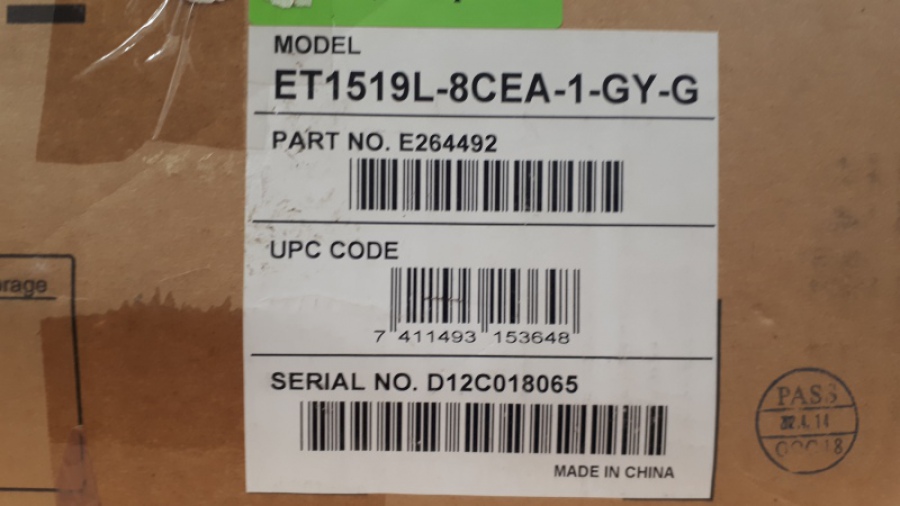 MODEL
ET1519L-8CEA-1-GY-G
PART NO. E264492
UPC CODE
7 411493 153648
SERIAL NO. D12C018065
MADE IN CHINA
rage
PASS